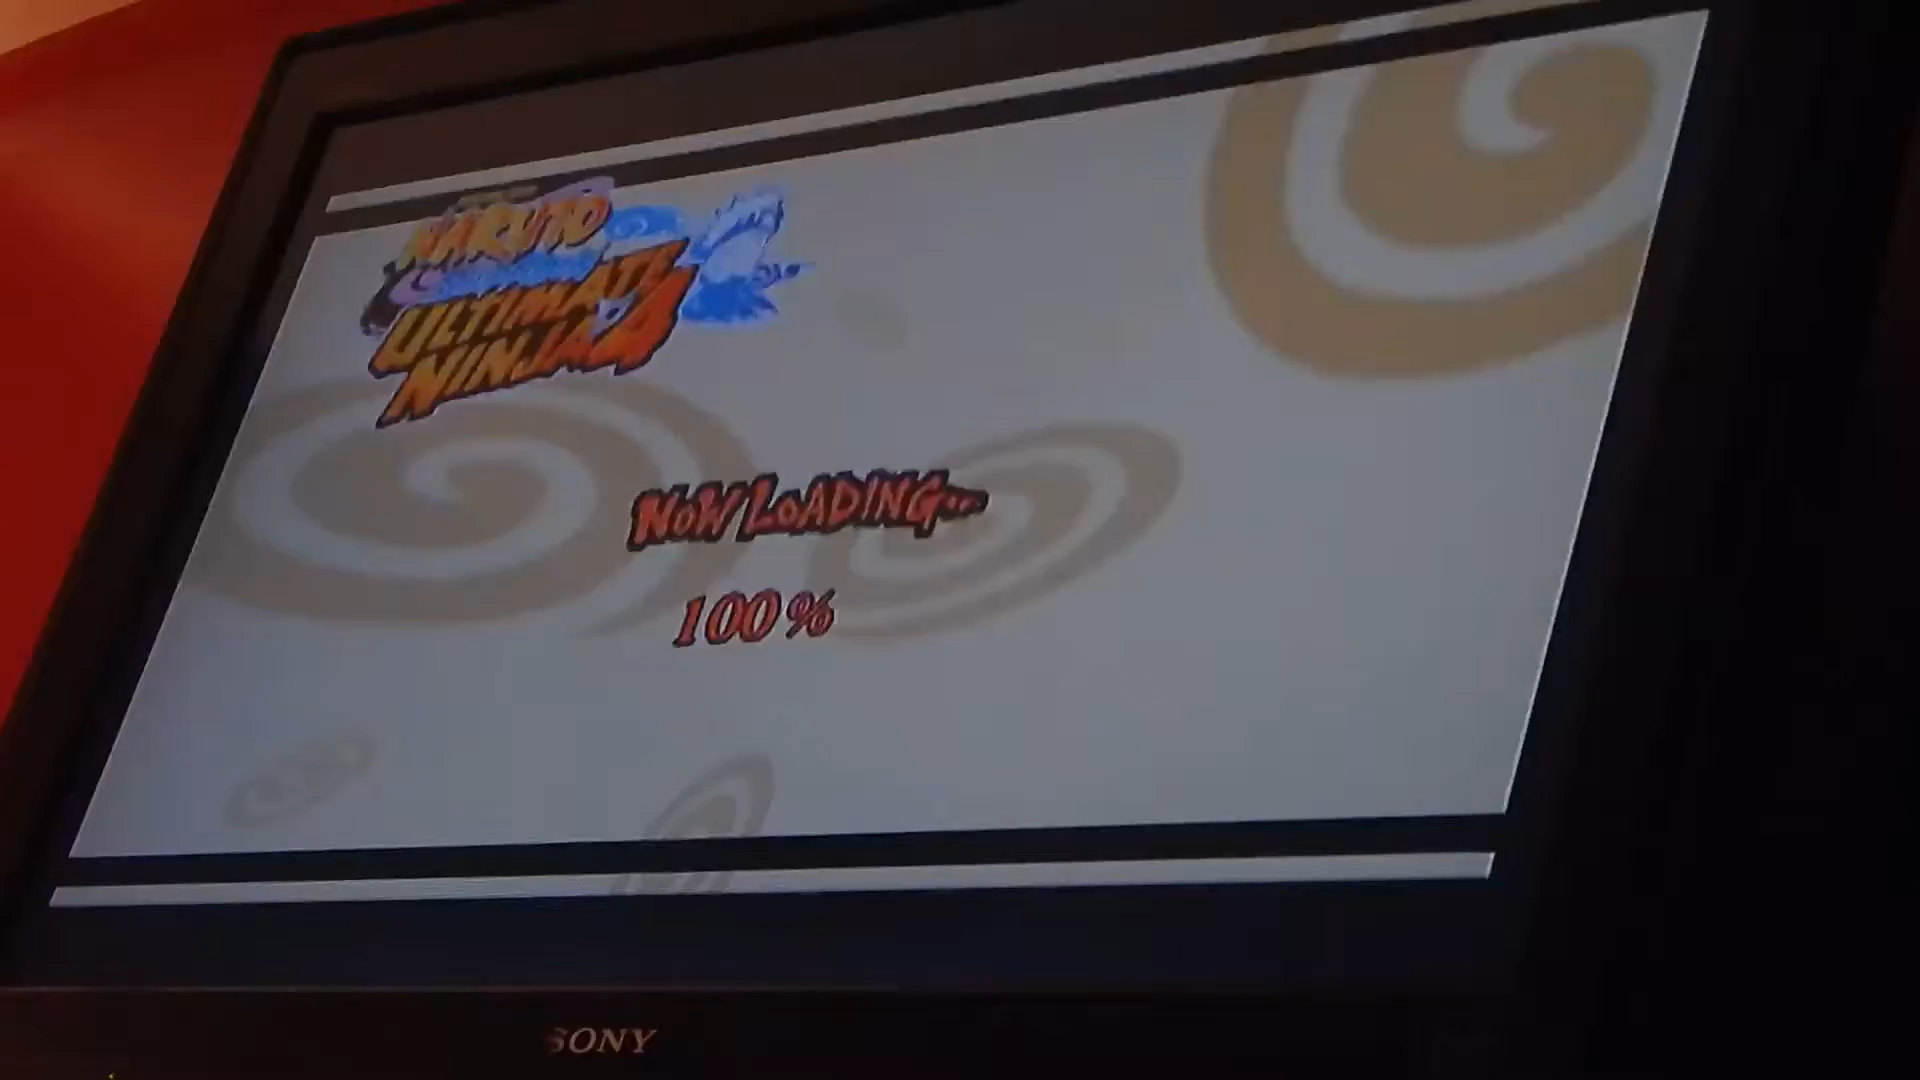 NARUTO
ULTIMATE
NINJA 4
NOW LOADING...
100%
SONY